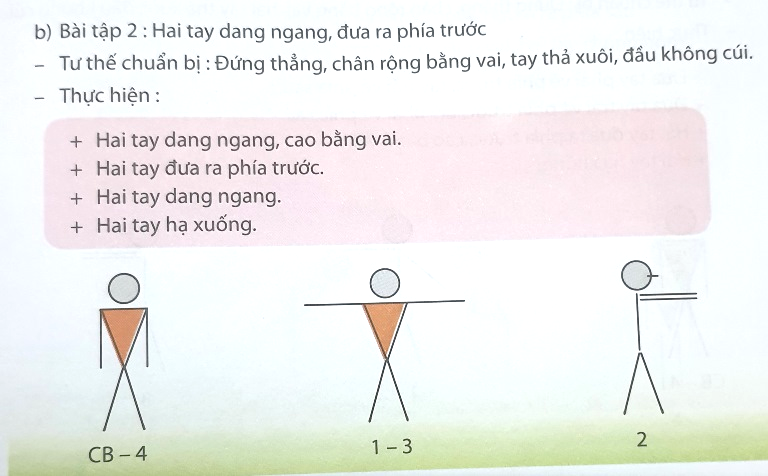 b) Bài tập 2 : Hai tay dang ngang, đưa ra phía trước
– Tư thế chuẩn bị : Đứng thẳng, chân rộng bằng vai, tay thả xuôi, đầu không cúi.
– Thực hiện :
+ Hai tay dang ngang, cao bằng vai.
+ Hai tay đưa ra phía trước.
+ Hai tay dang ngang.
+ Hai tay hạ xuống.
CB – 4
1 – 3
2